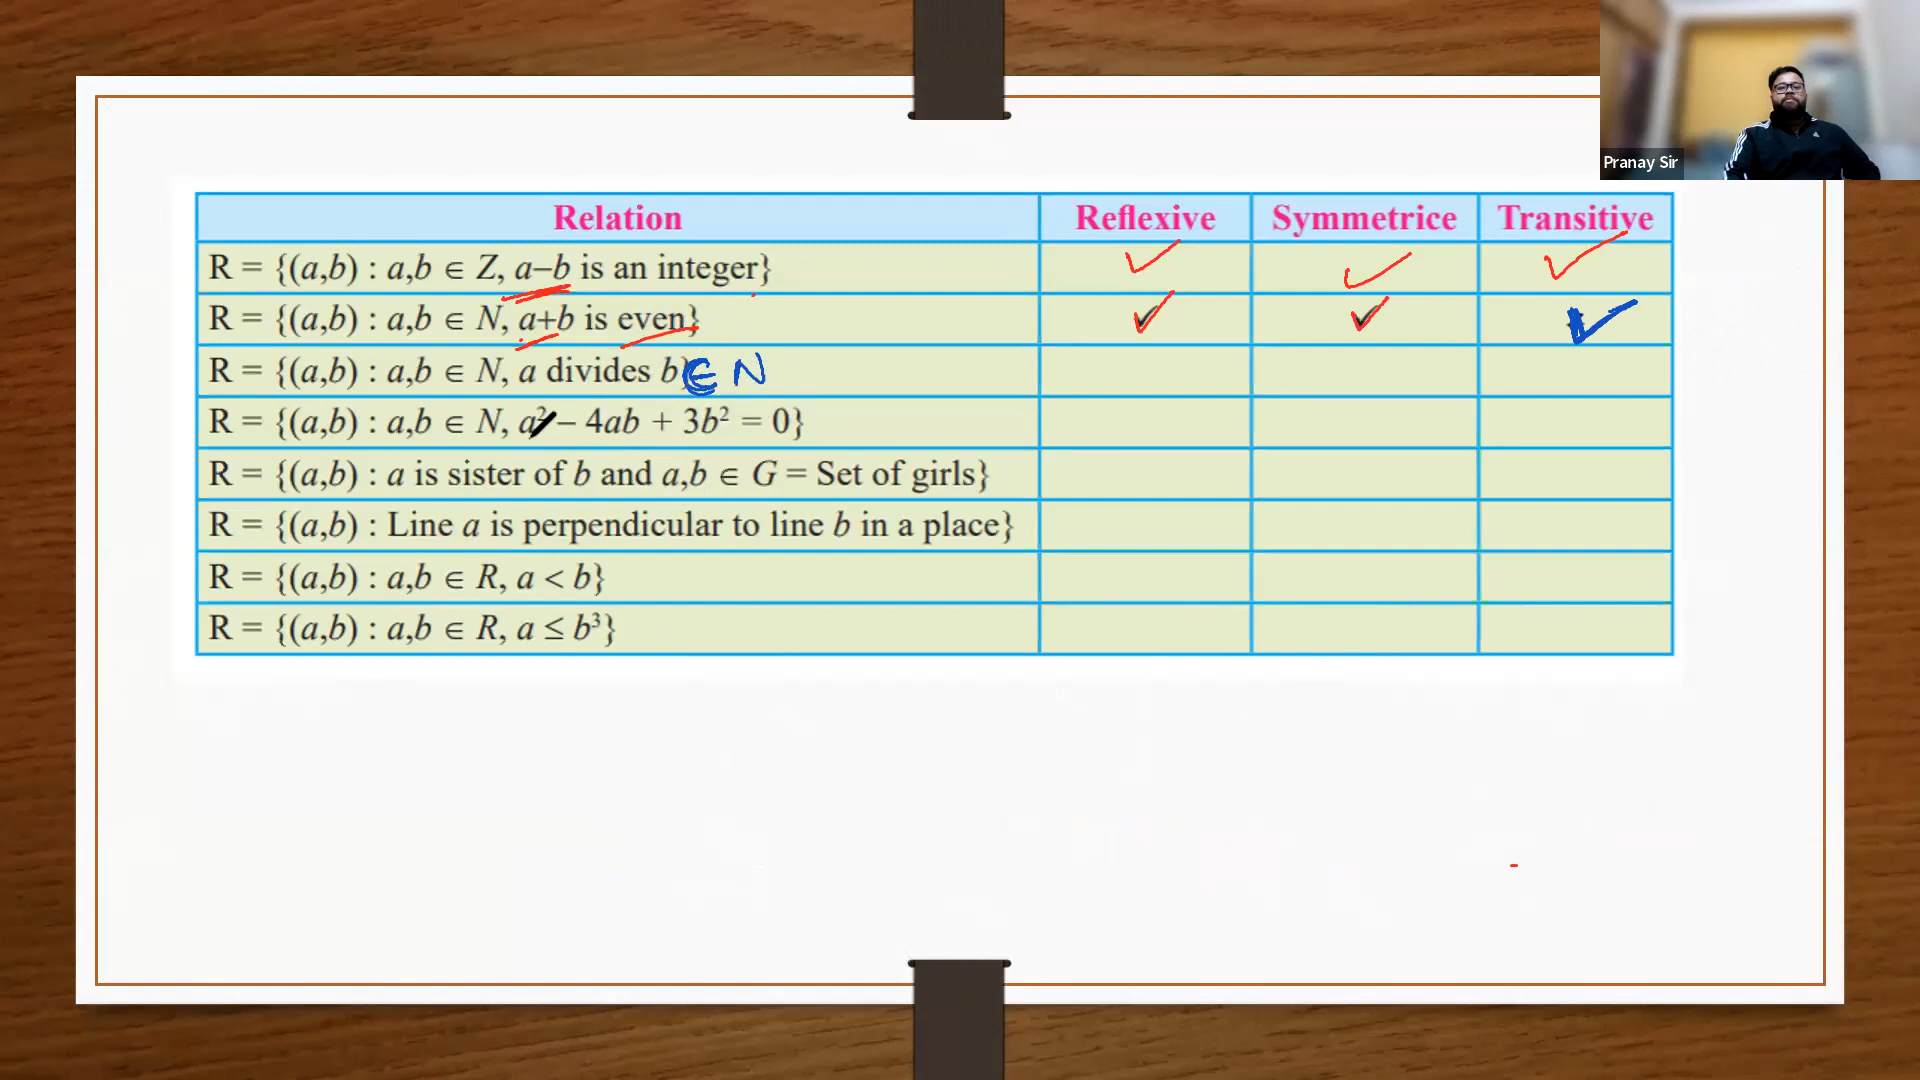 Pranay Sir
Relation Reflexive Symmetrice Transitive
R = {(a,b) : a,b ∈ Z, a–b is an integer} ✓ ✓ ✓
R = {(a,b) : a,b ∈ N, a+b is even} ✓ ✓ ✓
R = {(a,b) : a,b ∈ N, a divides b} ∈ N
R = {(a,b) : a,b ∈ N, a² – 4ab + 3b² = 0}
R = {(a,b) : a is sister of b and a,b ∈ G = Set of girls}
R = {(a,b) : Line a is perpendicular to line b in a place}
R = {(a,b) : a,b ∈ R, a < b}
R = {(a,b) : a,b ∈ R, a ≤ b³}